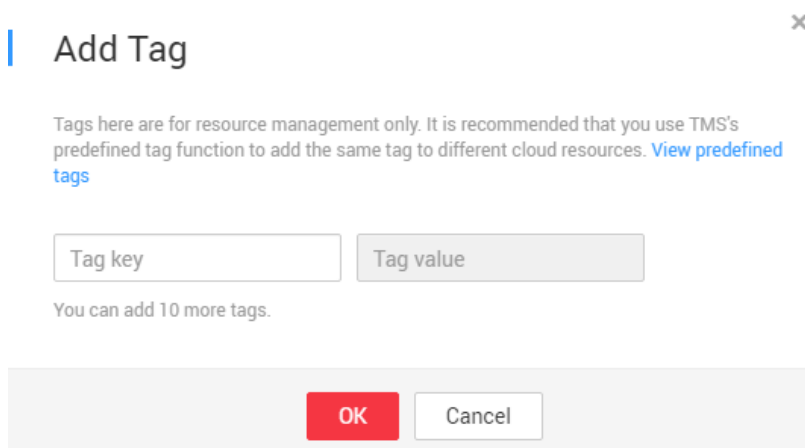 Add Tag
Tags here are for resource management only. It is recommended that you use TMS's
predefined tag function to add the same tag to different cloud resources. View predefined
tags
Tag key Tag value
You can add 10 more tags.
OK Cancel